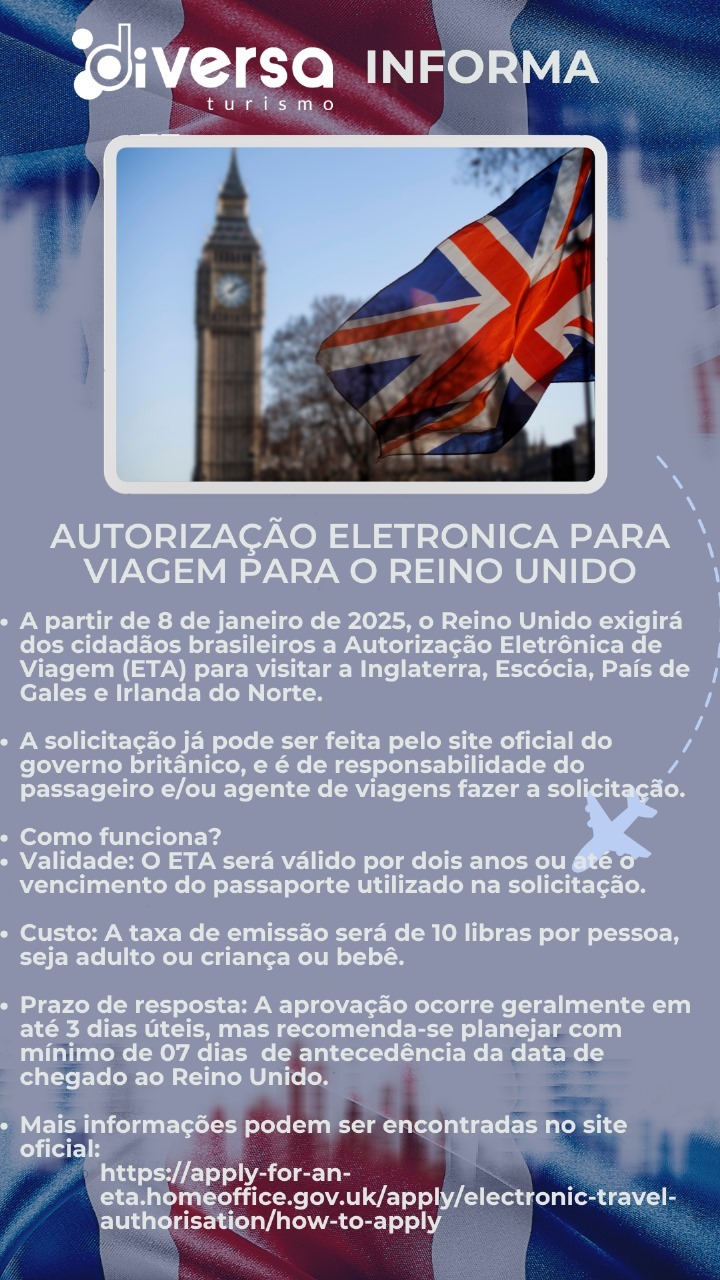 diversa INFORMA
turismo
AUTORIZAÇÃO ELETRONICA PARA
VIAGEM PARA O REINO UNIDO
• A partir de 8 de janeiro de 2025, o Reino Unido exigirá
dos cidadãos brasileiros a Autorização Eletrônica de
Viagem (ETA) para visitar a Inglaterra, Escócia, País de
Gales e Irlanda do Norte.
• A solicitação já pode ser feita pelo site oficial do
governo britânico, e é de responsabilidade do
passageiro e/ou agente de viagens fazer a solicitação.
• Como funciona?
• Validade: O ETA será válido por dois anos ou até o
vencimento do passaporte utilizado na solicitação.
• Custo: A taxa de emissão será de 10 libras por pessoa,
seja adulto ou criança ou bebê.
• Prazo de resposta: A aprovação ocorre geralmente em
até 3 dias úteis, mas recomenda-se planejar com
mínimo de 07 dias  de antecedência da data de
chegado ao Reino Unido.
• Mais informações podem ser encontradas no site
oficial:
https://apply-for-an-
eta.homeoffice.gov.uk/apply/electronic-travel-
authorisation/how-to-apply